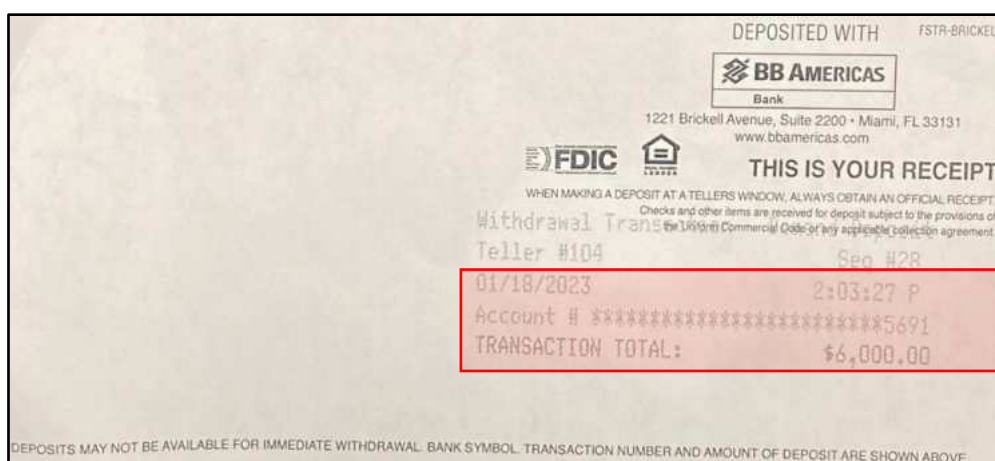 DEPOSITED WITH FSTR-BRICKEL
BB AMERICAS
Bank
1221 Brickell Avenue, Suite 2200 • Miami, FL 33131
www.bbamericas.com
FDIC
LENDER
THIS IS YOUR RECEIPT
WHEN MAKING A DEPOSIT AT A TELLERS WINDOW, ALWAYS OBTAIN AN OFFICIAL RECEIPT.
Checks and other items are received for deposit subject to the provisions of
the Uniform Commercial Code or any applicable collection agreement.
Withdrawal
Teller #104 Seq #28
01/18/2023 2:03:27 P
Account # *************************5691
TRANSACTION TOTAL: $6,000.00
DEPOSITS MAY NOT BE AVAILABLE FOR IMMEDIATE WITHDRAWAL. BANK SYMBOL. TRANSACTION NUMBER AND AMOUNT OF DEPOSIT ARE SHOWN ABOVE